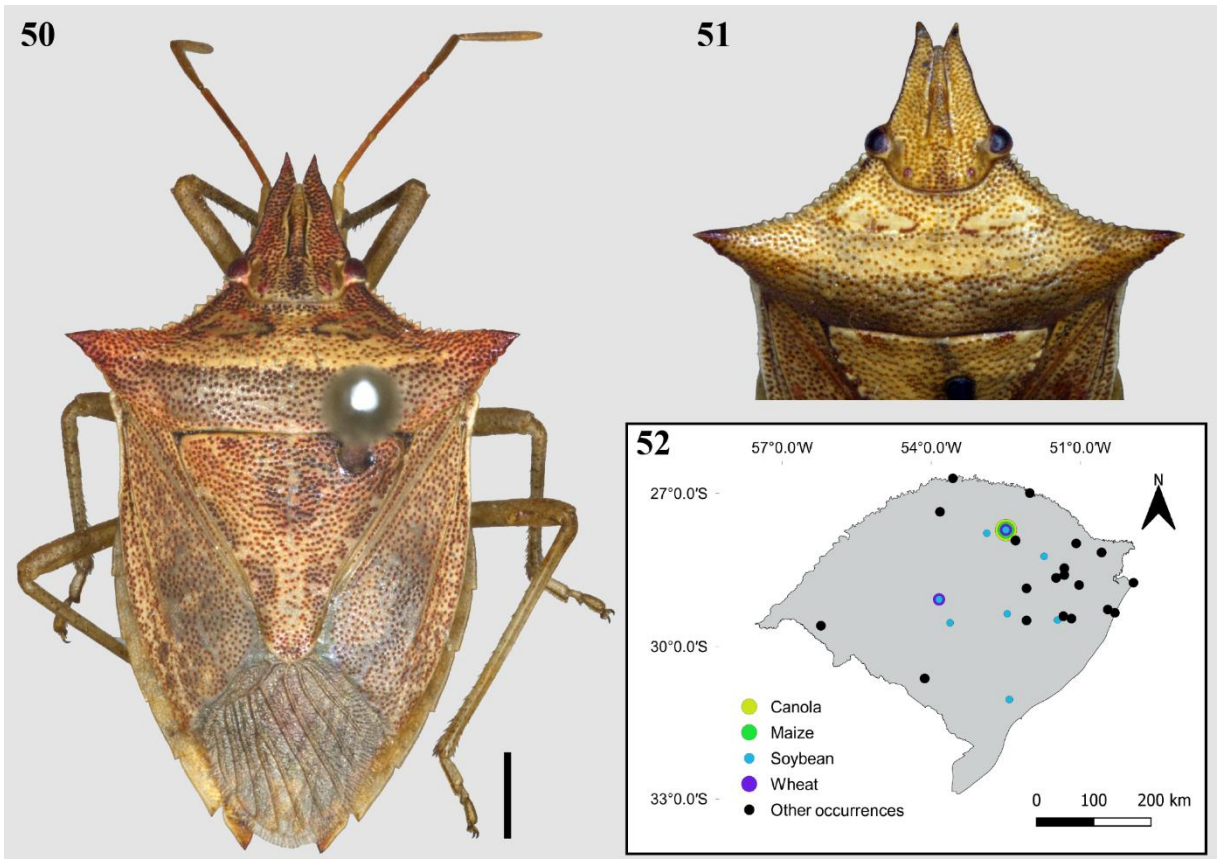 50
51
52
57°0.0'W 54°0.0'W 51°0.0'W
N
27°0.0'S
30°0.0'S
33°0.0'S
Canola
Maize
Soybean
Wheat
Other occurrences
0 100 200 km